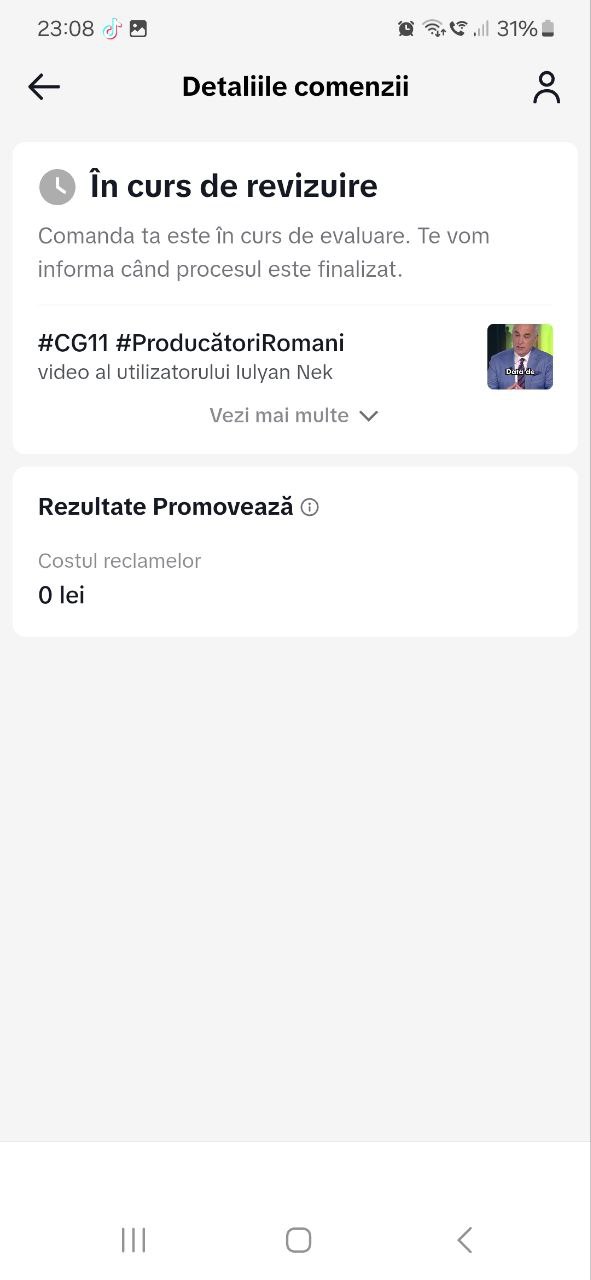 23:08
31%
Detaliile comenzii
În curs de revizuire
Comanda ta este în curs de evaluare. Te vom
informa când procesul este finalizat.
#CG11 #ProducătoriRomani
video al utilizatorului Iulyan Nek
Data de
Vezi mai multe
Rezultate Promovează
Costul reclamelor
0 lei